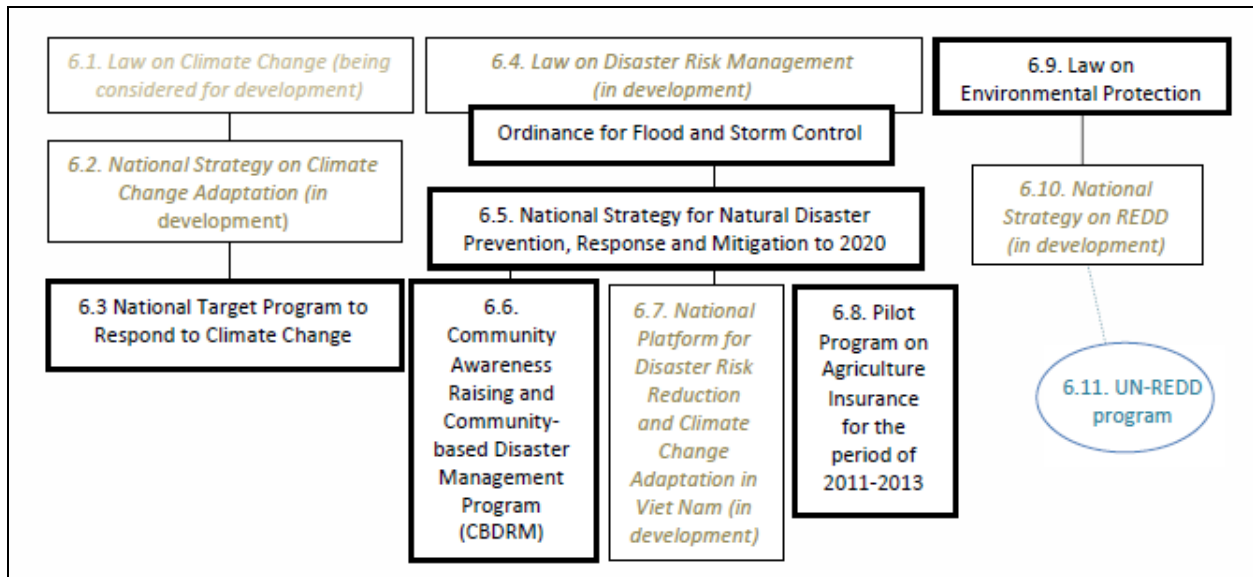 6.1. Law on Climate Change (being
considered for development)
6.2. National Strategy on Climate
Change Adaptation (in
development)
6.3 National Target Program to
Respond to Climate Change
6.4. Law on Disaster Risk Management
(in development)
Ordinance for Flood and Storm Control
6.5. National Strategy for Natural Disaster
Prevention, Response and Mitigation to 2020
6.6.
Community
Awareness
Raising and
Community-
based Disaster
Management
Program
(CBDRM)
6.7. National
Platform for
Disaster Risk
Reduction
and Climate
Change
Adaptation in
Viet Nam (in
development)
6.8. Pilot
Program on
Agriculture
Insurance
for the
period of
2011-2013
6.9. Law on
Environmental Protection
6.10. National
Strategy on REDD
(in development)
6.11. UN-REDD
program